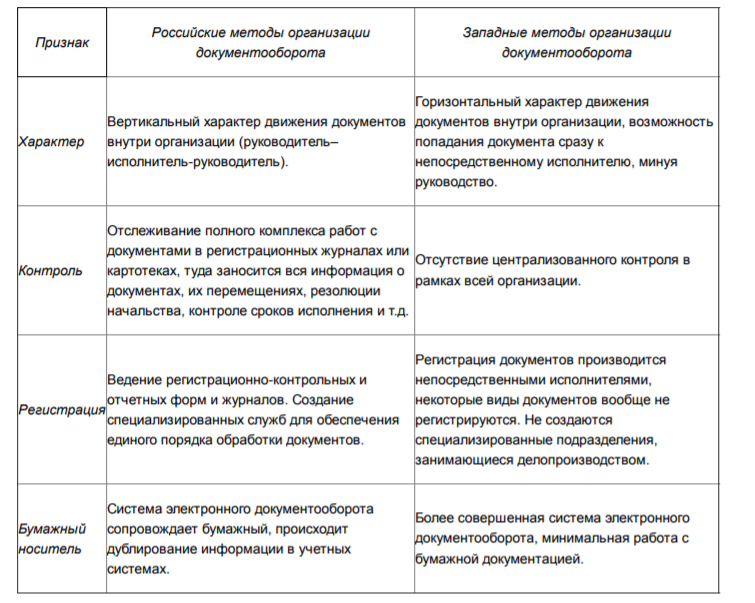 Признак
Российские методы организации
документооборота
Западные методы организации
документооборота
Характер
Вертикальный характер движения документов
внутри организации (руководитель–
исполнитель-руководитель).
Горизонтальный характер движения
документов внутри организации, возможность
попадания документа сразу к
непосредственному исполнителю, минуя
руководство.
Контроль
Отслеживание полного комплекса работ с
документами в регистрационных журналах или
картотеках, туда заносится вся информация о
документах, их перемещениях, резолюции
начальства, контроле сроков исполнения и т.д.
Отсутствие централизованного контроля в
рамках всей организации.
Регистрация
Ведение регистрационно-контрольных и
отчетных форм и журналов. Создание
специализированных служб для обеспечения
единого порядка обработки документов.
Регистрация документов производится
непосредственными исполнителями,
некоторые виды документов вообще не
регистрируются. Не создаются
специализированные подразделения,
занимающиеся делопроизводством.
Бумажный
носитель
Система электронного документооборота
сопровождает бумажный, происходит
дублирование информации в учетных
системах.
Более совершенная система электронного
документооборота, минимальная работа с
бумажной документацией.